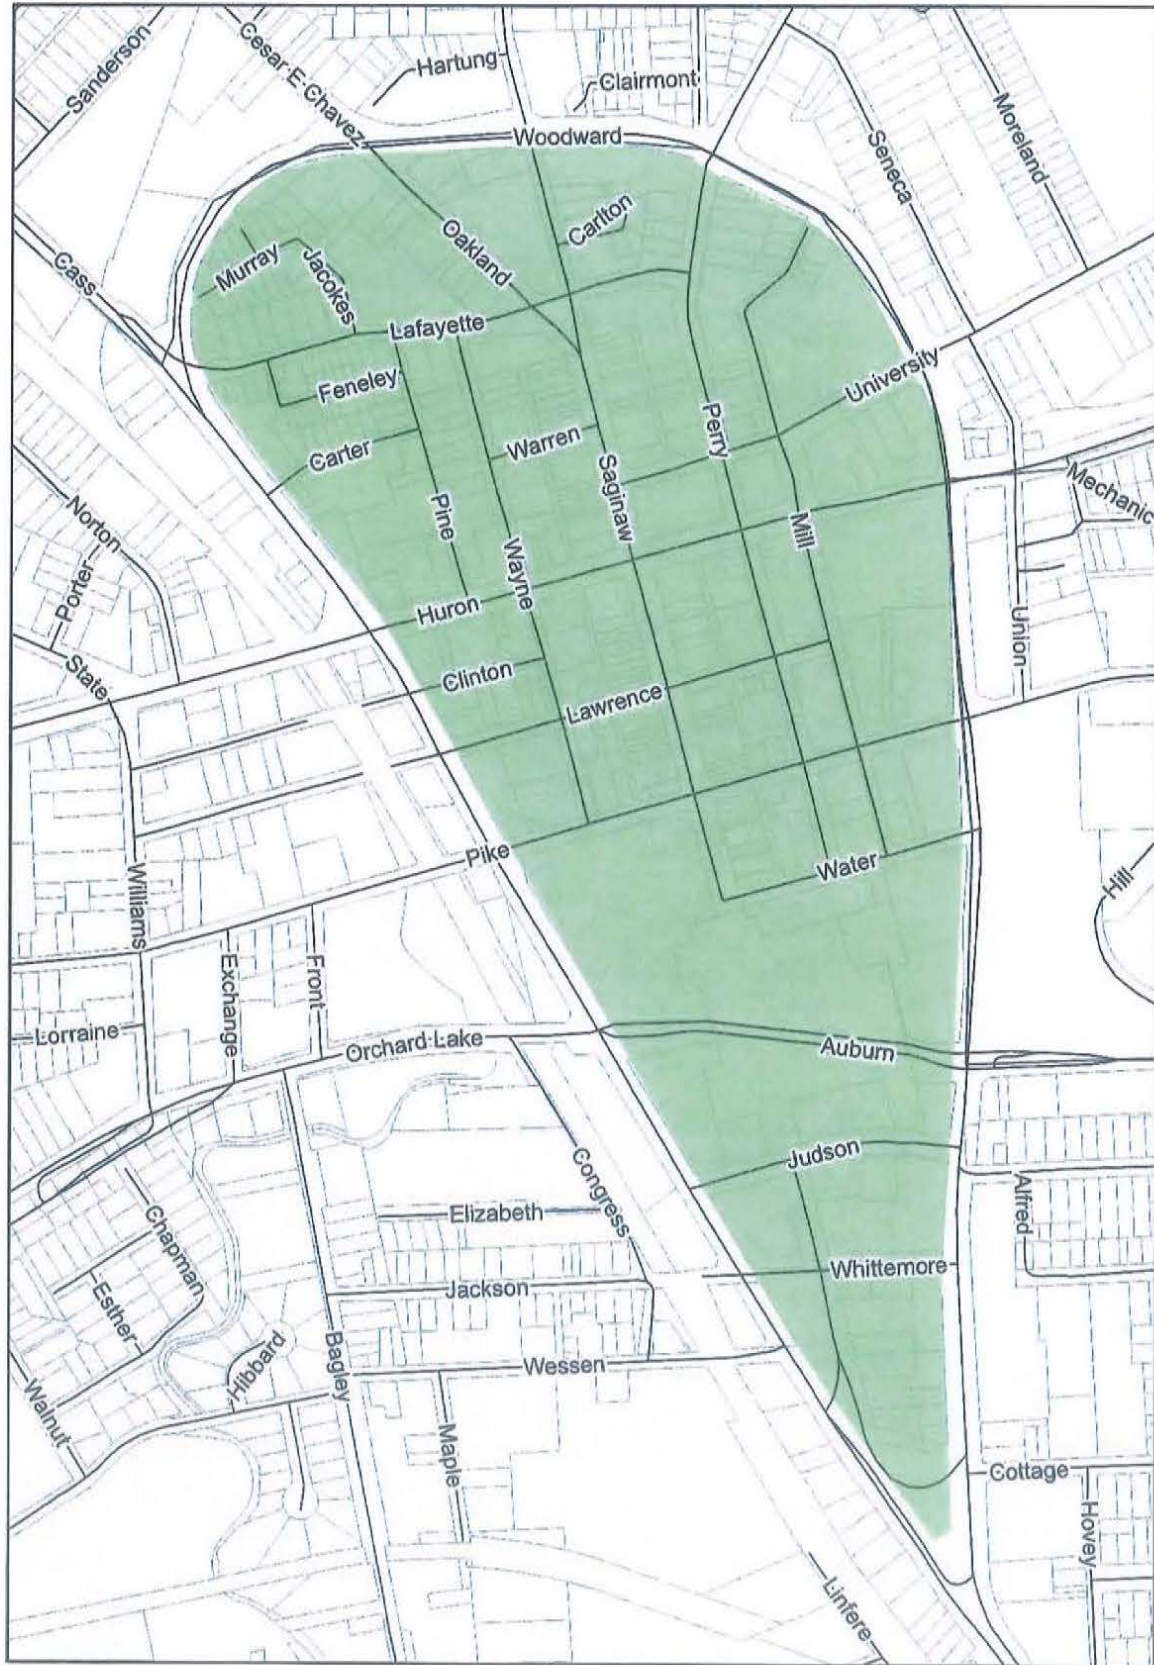 Sanderson
Cesar E Chavez
Hartung
Clairmont
Moreland
Woodward
Seneca
Carlton
Oakland
Murray
Jacokes
Cass
Lafayette
Feneley
University
Perry
Warren
Carter
Saginaw
Mechanic
Pine
Norton
Mill
Wayne
Porter
Huron
Union
State
Clinton
Lawrence
Pike
Water
Hill
Williams
Exchange
Front
Lorraine
Orchard Lake
Auburn
Judson
Congress
Alfred
Elizabeth
Chapman
Whittemore
Jackson
Esther
Hibbard
Bagley
Wessen
Walnut
Maple
Cottage
Hovey
Linfere